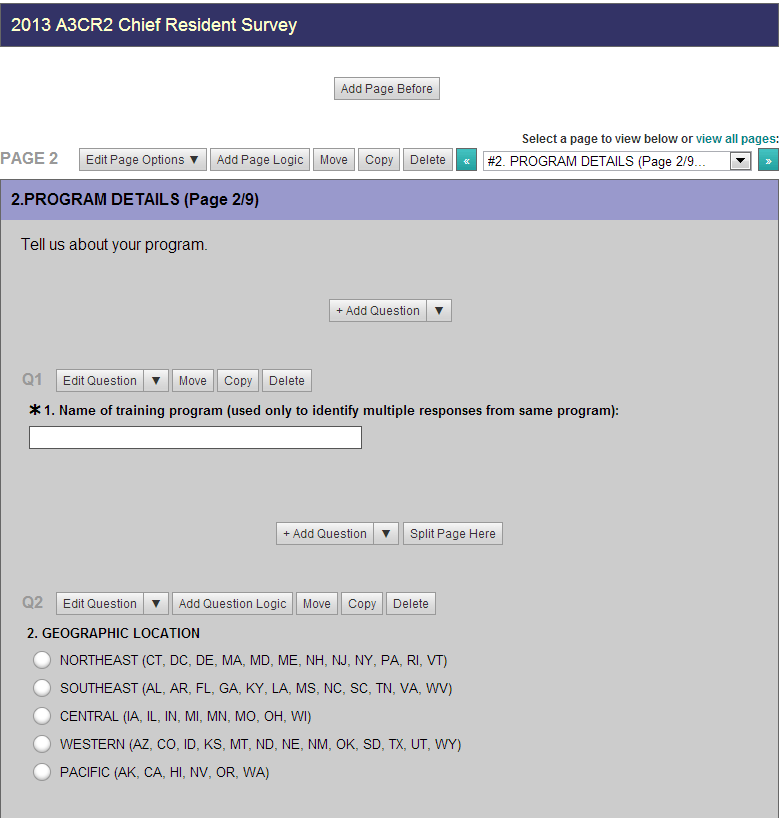 2013 A3CR2 Chief Resident Survey
Add Page Before
Select a page to view below or view all pages:
PAGE 2 Edit Page Options ▼ Add Page Logic Move Copy Delete « #2. PROGRAM DETAILS (Page 2/9... ▼ »
2.PROGRAM DETAILS (Page 2/9)
Tell us about your program.
+ Add Question ▼
Q1 Edit Question ▼ Move Copy Delete
* 1. Name of training program (used only to identify multiple responses from same program):
+ Add Question ▼ Split Page Here
Q2 Edit Question ▼ Add Question Logic Move Copy Delete
2. GEOGRAPHIC LOCATION
NORTHEAST (CT, DC, DE, MA, MD, ME, NH, NJ, NY, PA, RI, VT)
SOUTHEAST (AL, AR, FL, GA, KY, LA, MS, NC, SC, TN, VA, WV)
CENTRAL (IA, IL, IN, MI, MN, MO, OH, WI)
WESTERN (AZ, CO, ID, KS, MT, ND, NE, NM, OK, SD, TX, UT, WY)
PACIFIC (AK, CA, HI, NV, OR, WA)